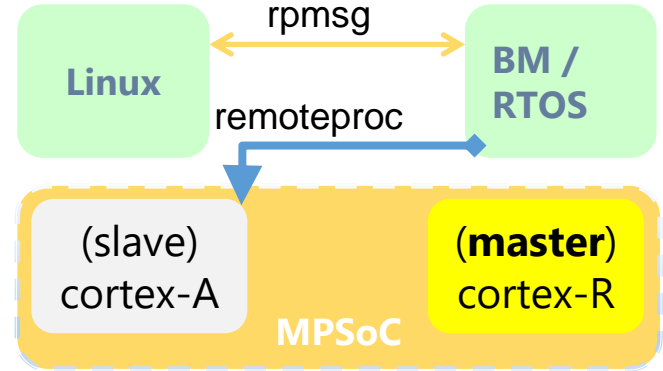 rpmsg
Linux
BM /
RTOS
remoteproc
(slave)
cortex-A
(master)
cortex-R
MPSoC